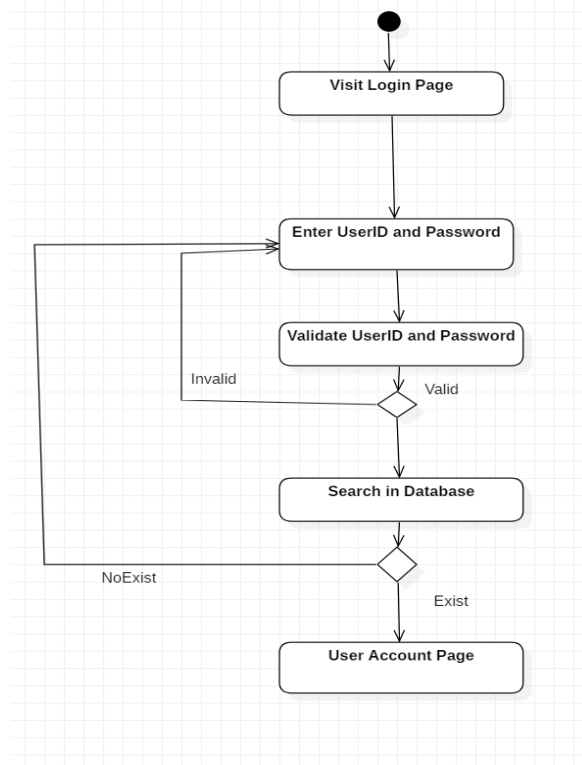 Visit Login Page
Enter UserID and Password
Validate UserID and Password
Invalid
Valid
Search in Database
NoExist
Exist
User Account Page